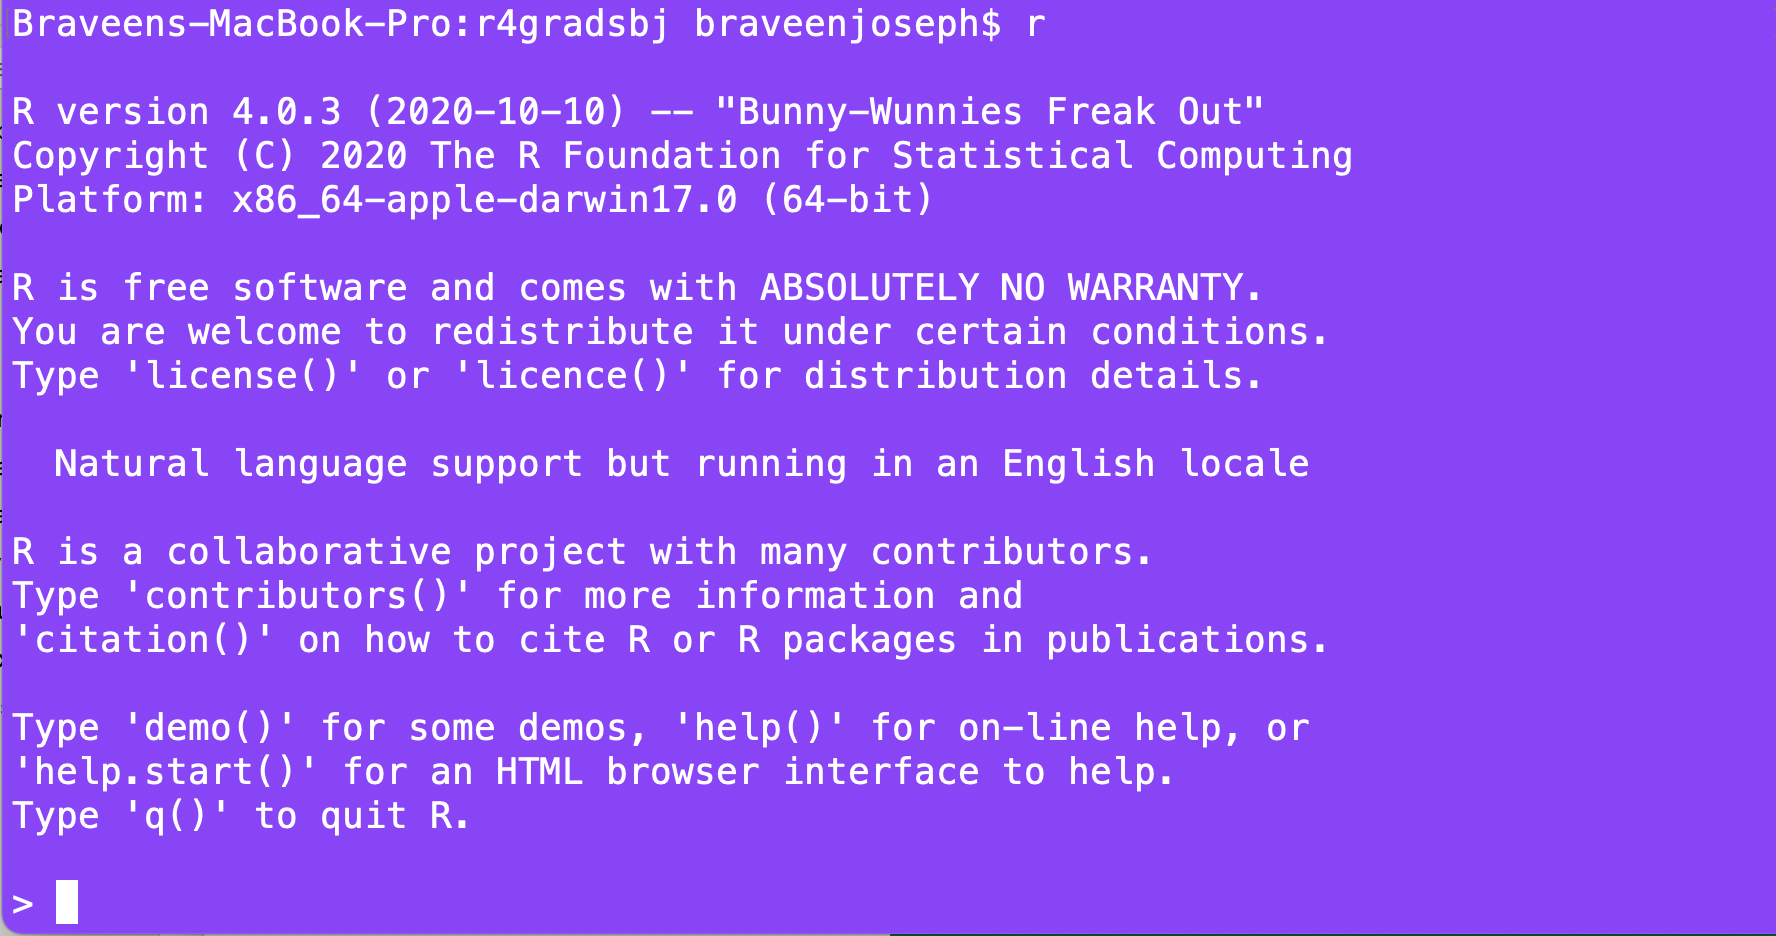 Braveens-MacBook-Pro:r4gradsbj braveenjoseph$ r
R version 4.0.3 (2020-10-10) -- "Bunny-Wunnies Freak Out"
Copyright (C) 2020 The R Foundation for Statistical Computing
Platform: x86_64-apple-darwin17.0 (64-bit)
R is free software and comes with ABSOLUTELY NO WARRANTY.
You are welcome to redistribute it under certain conditions.
Type 'license()' or 'licence()' for distribution details.
Natural language support but running in an English locale
R is a collaborative project with many contributors.
Type 'contributors()' for more information and
'citation()' on how to cite R or R packages in publications.
Type 'demo()' for some demos, 'help()' for on-line help, or
'help.start()' for an HTML browser interface to help.
Type 'q()' to quit R.
>